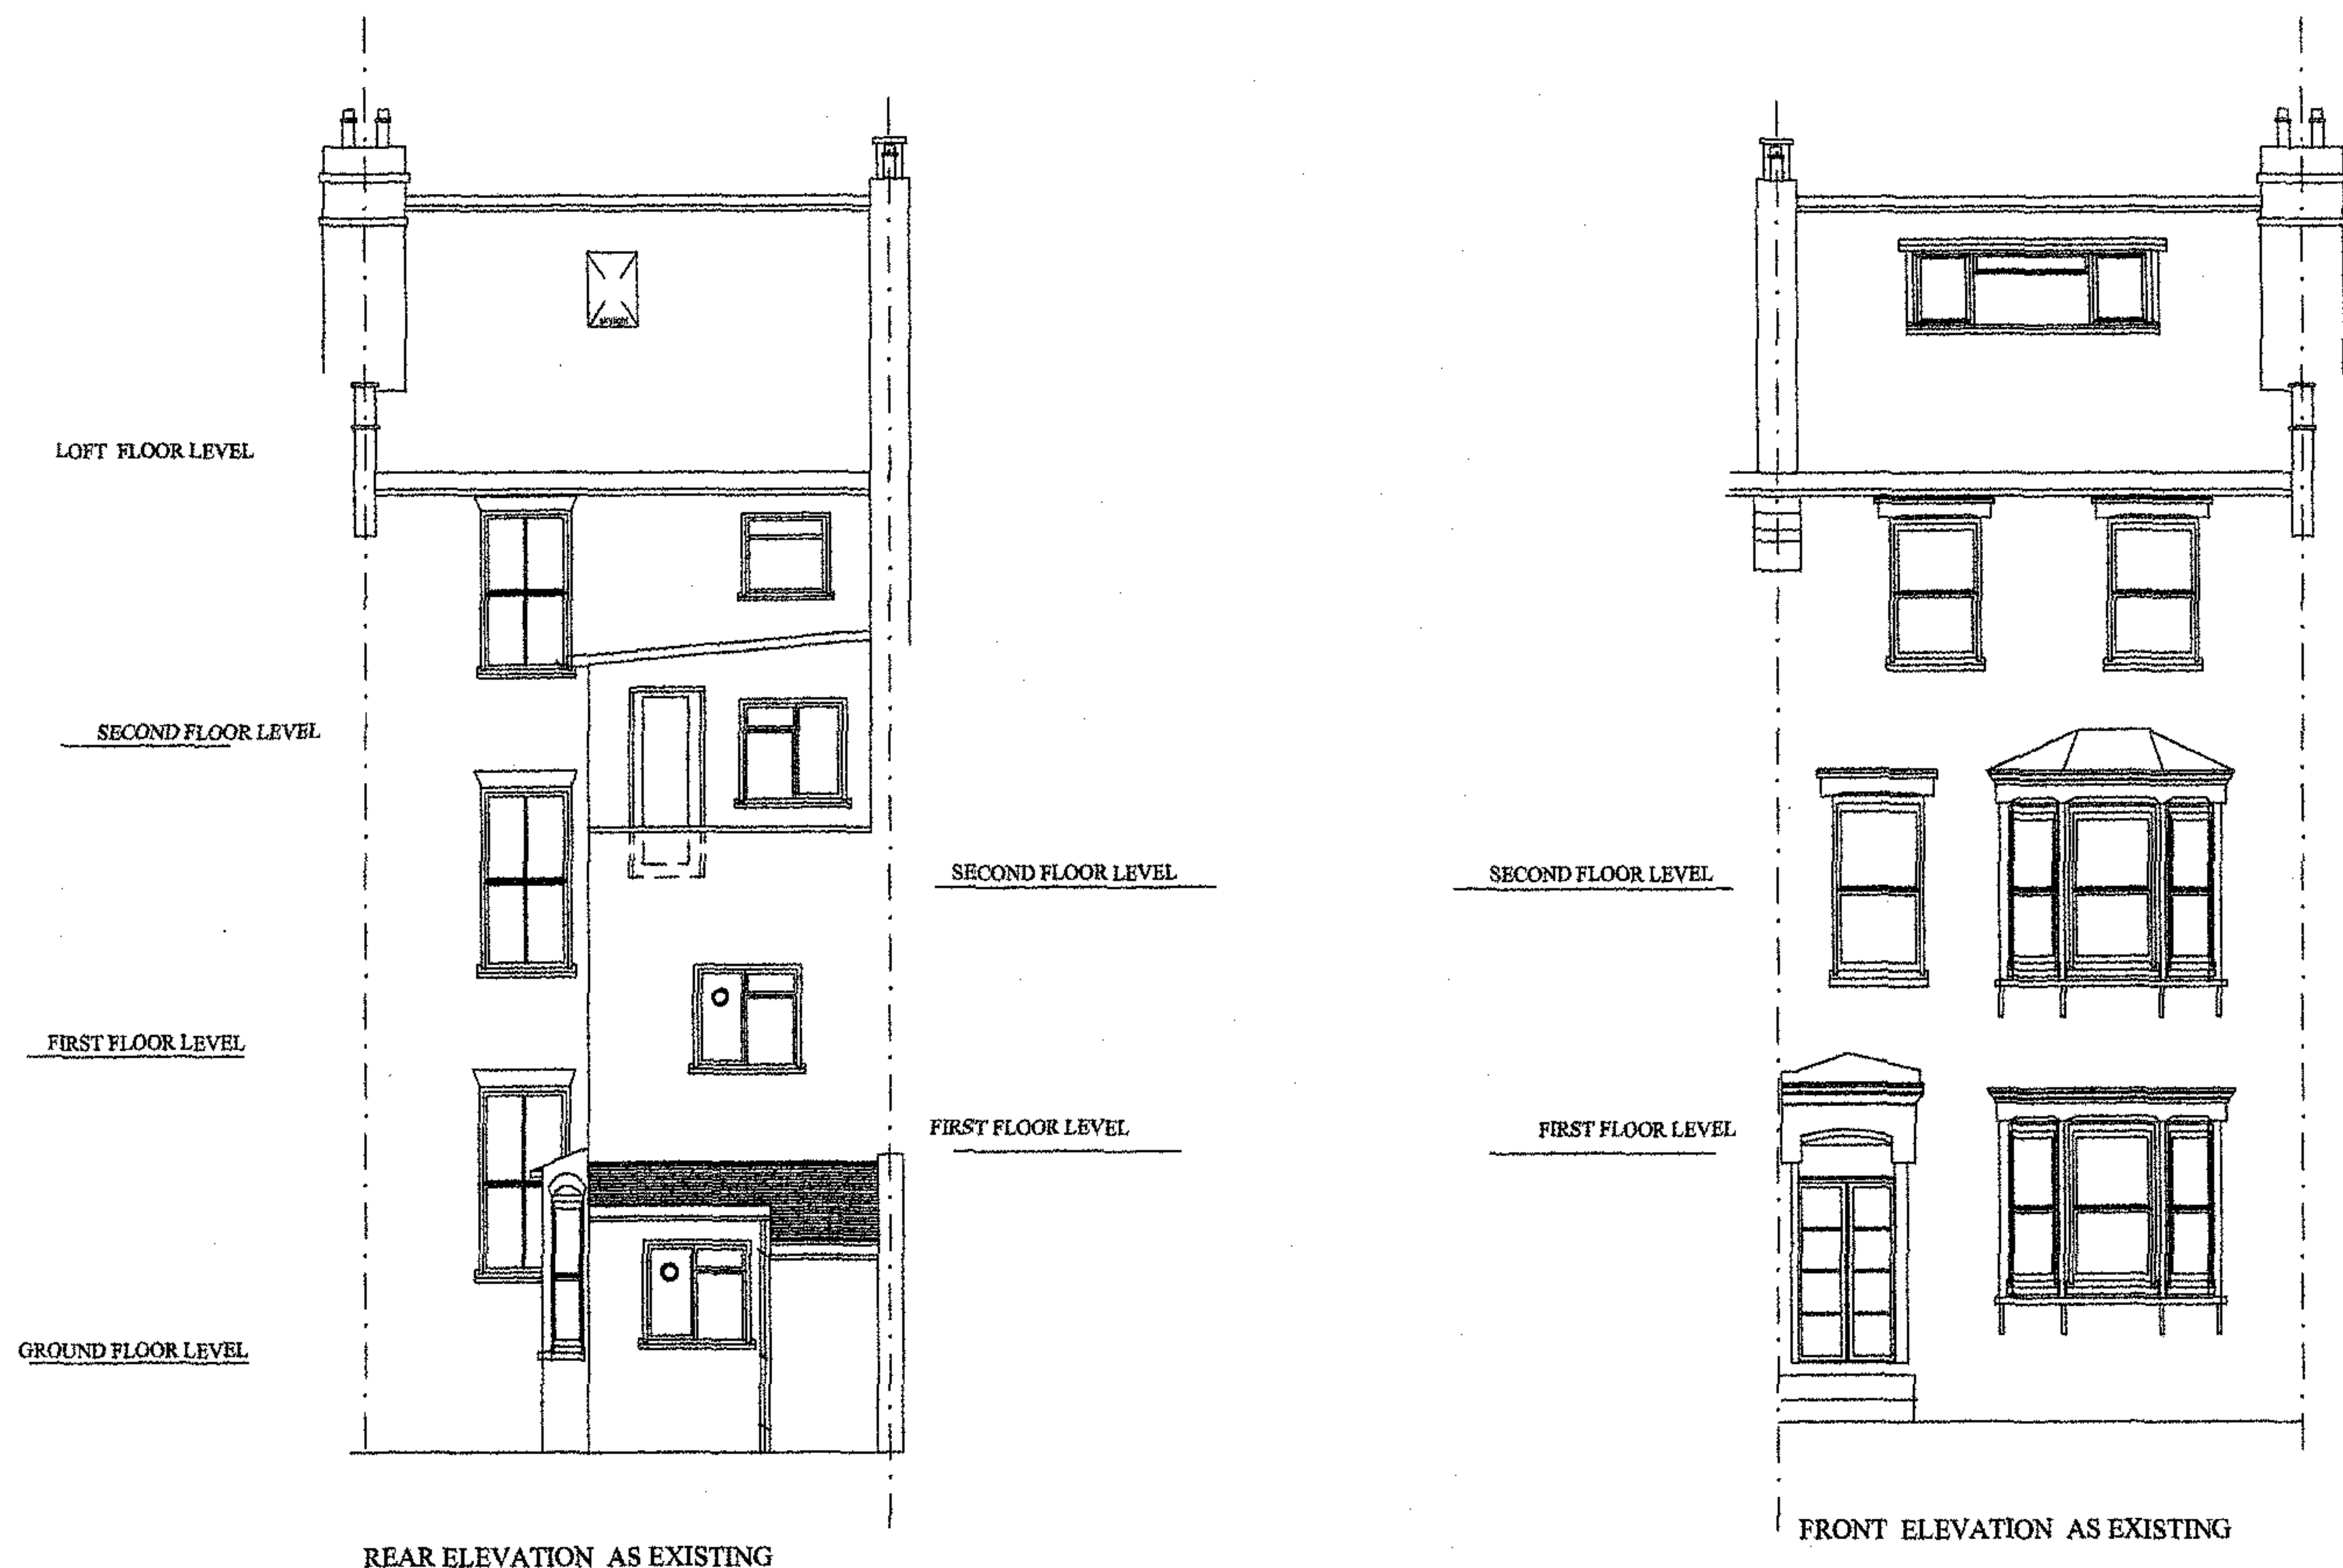 skylight
LOFT FLOOR LEVEL
SECOND FLOOR LEVEL
SECOND FLOOR LEVEL
SECOND FLOOR LEVEL
FIRST FLOOR LEVEL
FIRST FLOOR LEVEL
FIRST FLOOR LEVEL
GROUND FLOOR LEVEL
REAR ELEVATION AS EXISTING
FRONT ELEVATION AS EXISTING